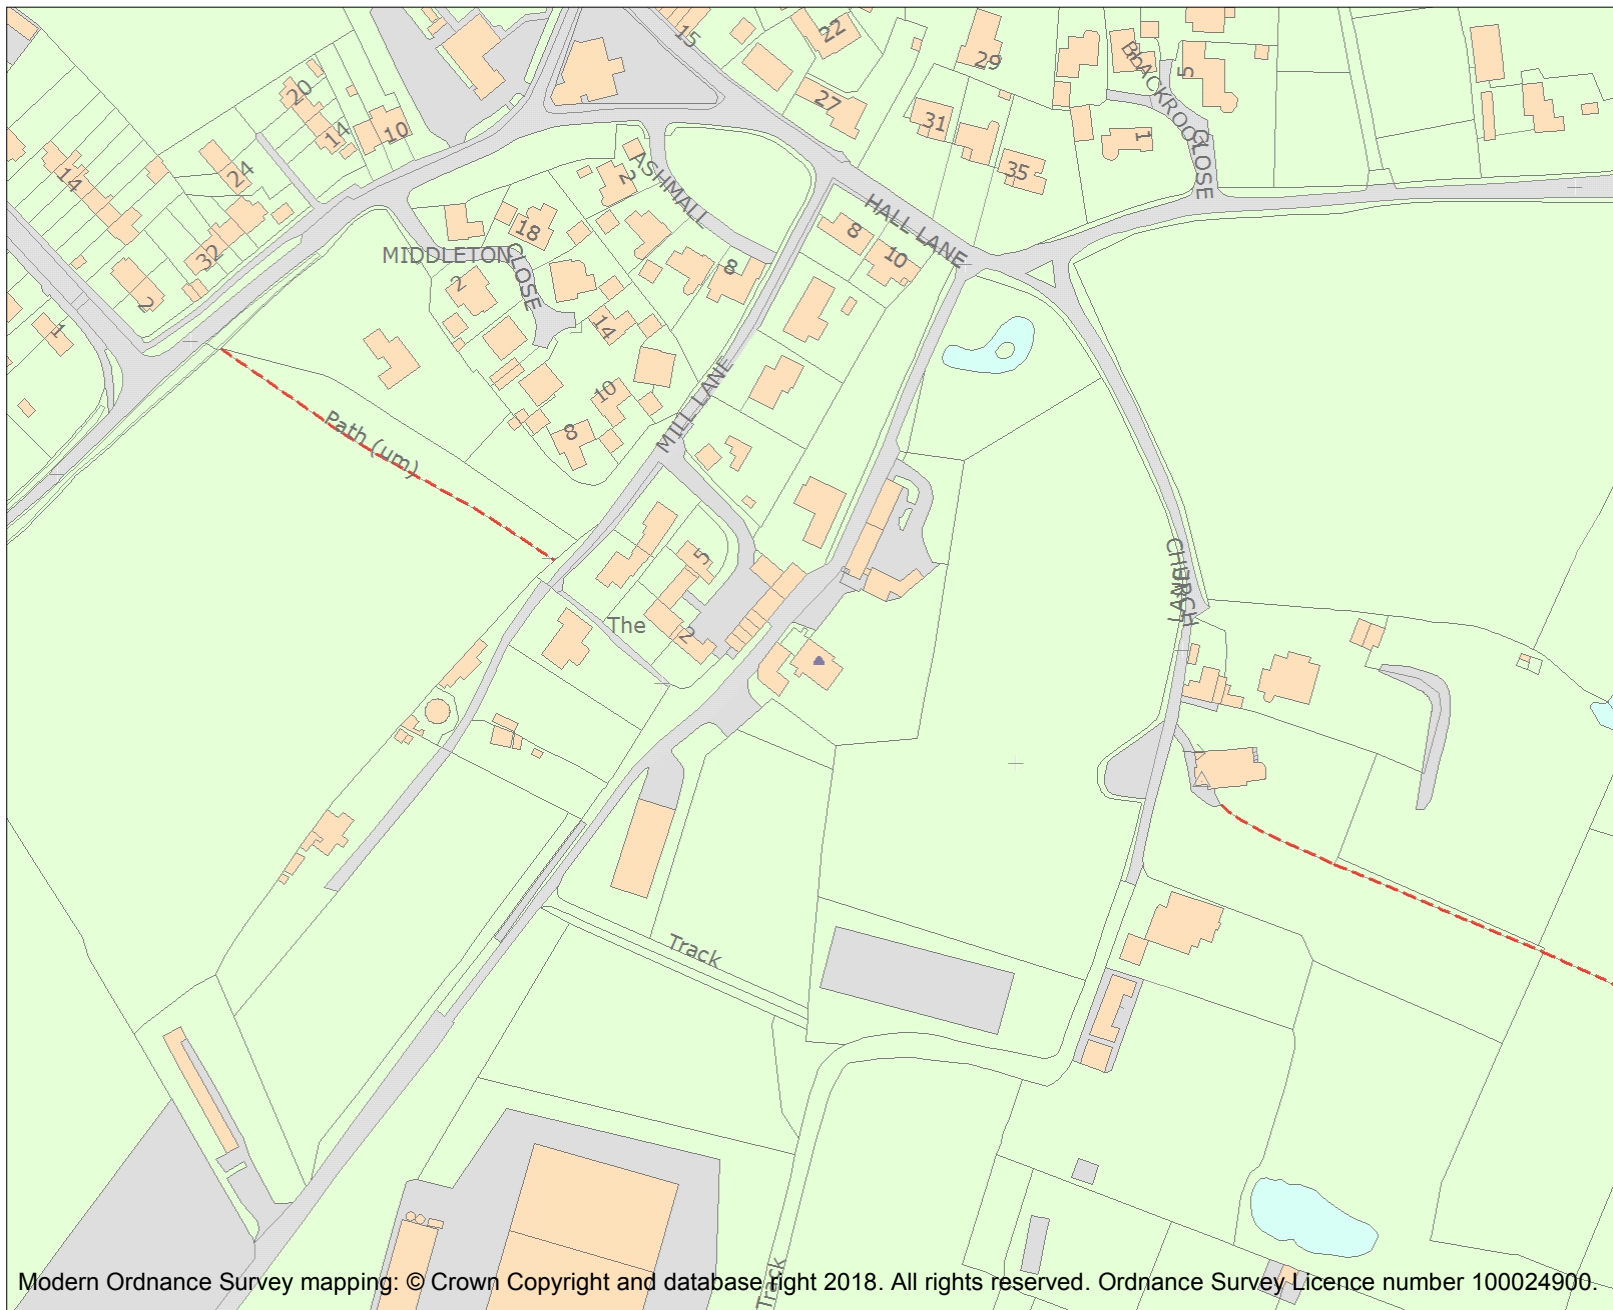 15
22
29
BLACKROO
CLOSE
5
1
20
14
10
27
31
35
14
24
2
ASHMALL
HALL LANE
8
10
18
32
MIDDLETON
CLOSE
2
8
2
1
14
10
8
MILL LANE
Path (um)
5
The
2
CHURCH
LANE
Track
Track
Modern Ordnance Survey mapping: © Crown Copyright and database right 2018. All rights reserved. Ordnance Survey Licence number 100024900.